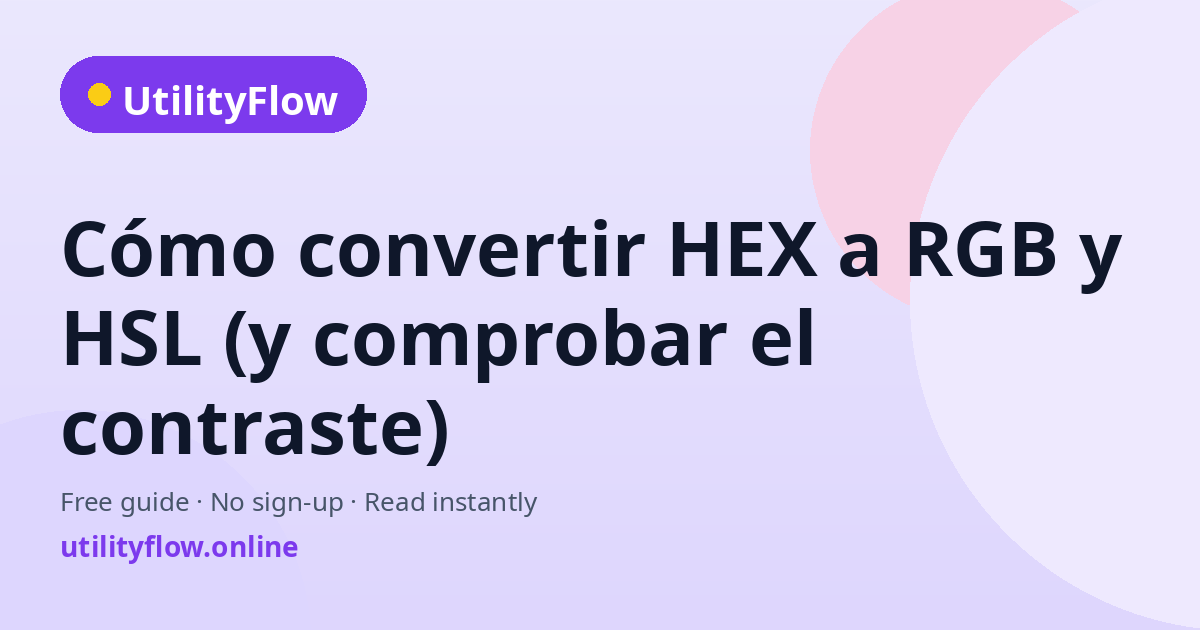 UtilityFlow
Cómo convertir HEX a RGB y
HSL (y comprobar el
contraste)
Free guide · No sign-up · Read instantly
utilityflow.online